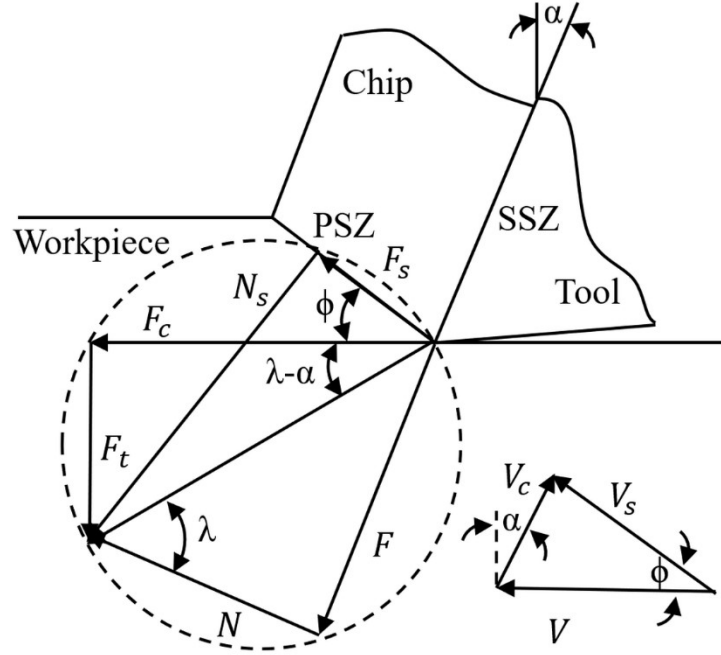 α
Chip
PSZ
SSZ
Workpiece
F_s
N_s
Tool
F_c
ϕ
λ-α
F_t
V_c
V_s
λ
F
α
ϕ
N
V